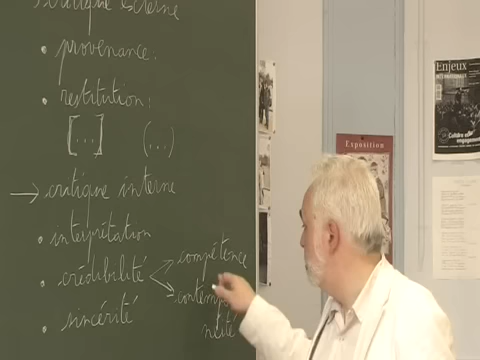 critique externe
• provenance.
• restitution:
[...] (...)
→ critique interne
• interprétation
• crédibilité < compétence
• sincérité
Enjeux
Exposition